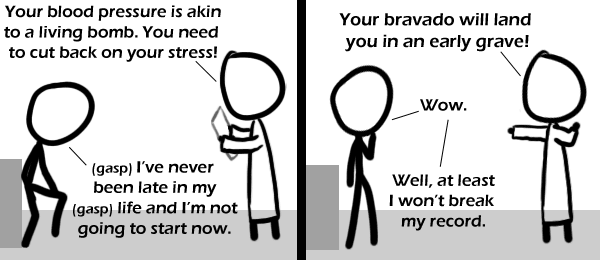 Your blood pressure is akin
to a living bomb. You need
to cut back on your stress!
(gasp) I've never
been late in my
(gasp) life and I'm not
going to start now.
Your bravado will land
you in an early grave!
Wow.
Well, at least
I won't break
my record.